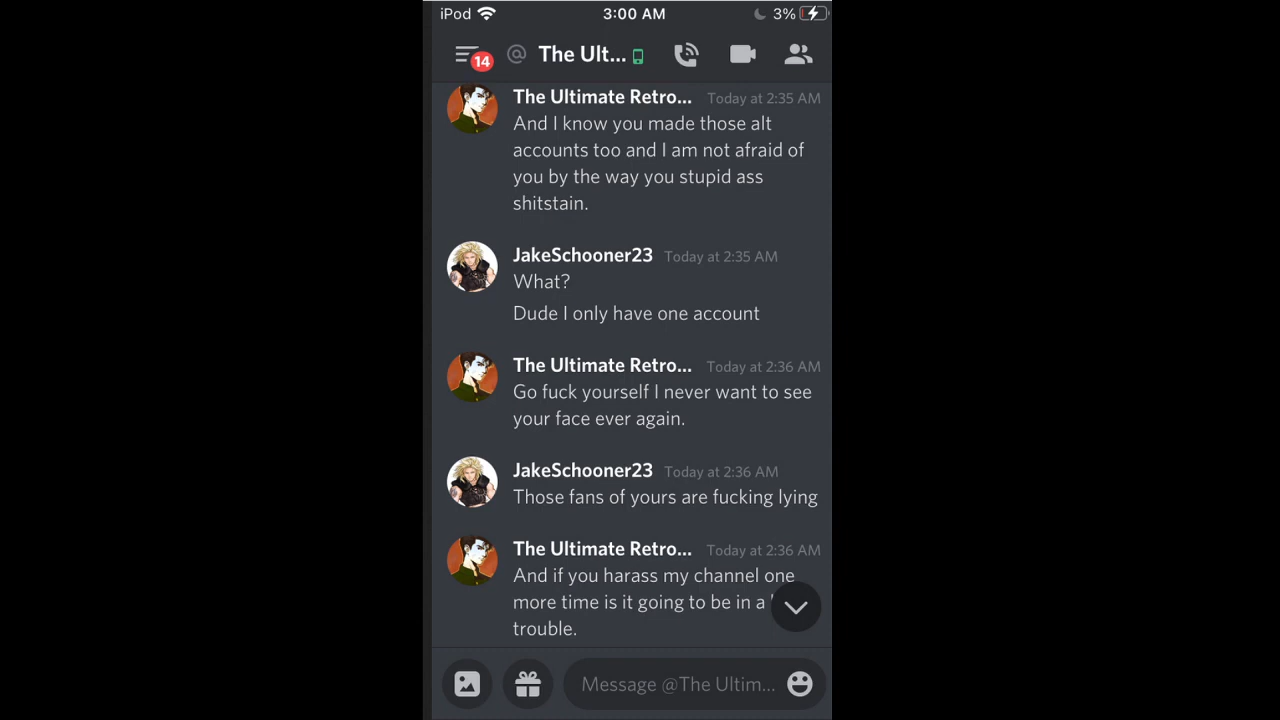 iPod 3:00 AM 3%
14 @ The Ult...
The Ultimate Retro... Today at 2:35 AM
And I know you made those alt
accounts too and I am not afraid of
you by the way you stupid ass
shitstain.
JakeSchooner23 Today at 2:35 AM
What?
Dude I only have one account
The Ultimate Retro... Today at 2:36 AM
Go fuck yourself I never want to see
your face ever again.
JakeSchooner23 Today at 2:36 AM
Those fans of yours are fucking lying
The Ultimate Retro... Today at 2:36 AM
And if you harass my channel one
more time is it going to be in a
trouble.
Message @The Ultim...